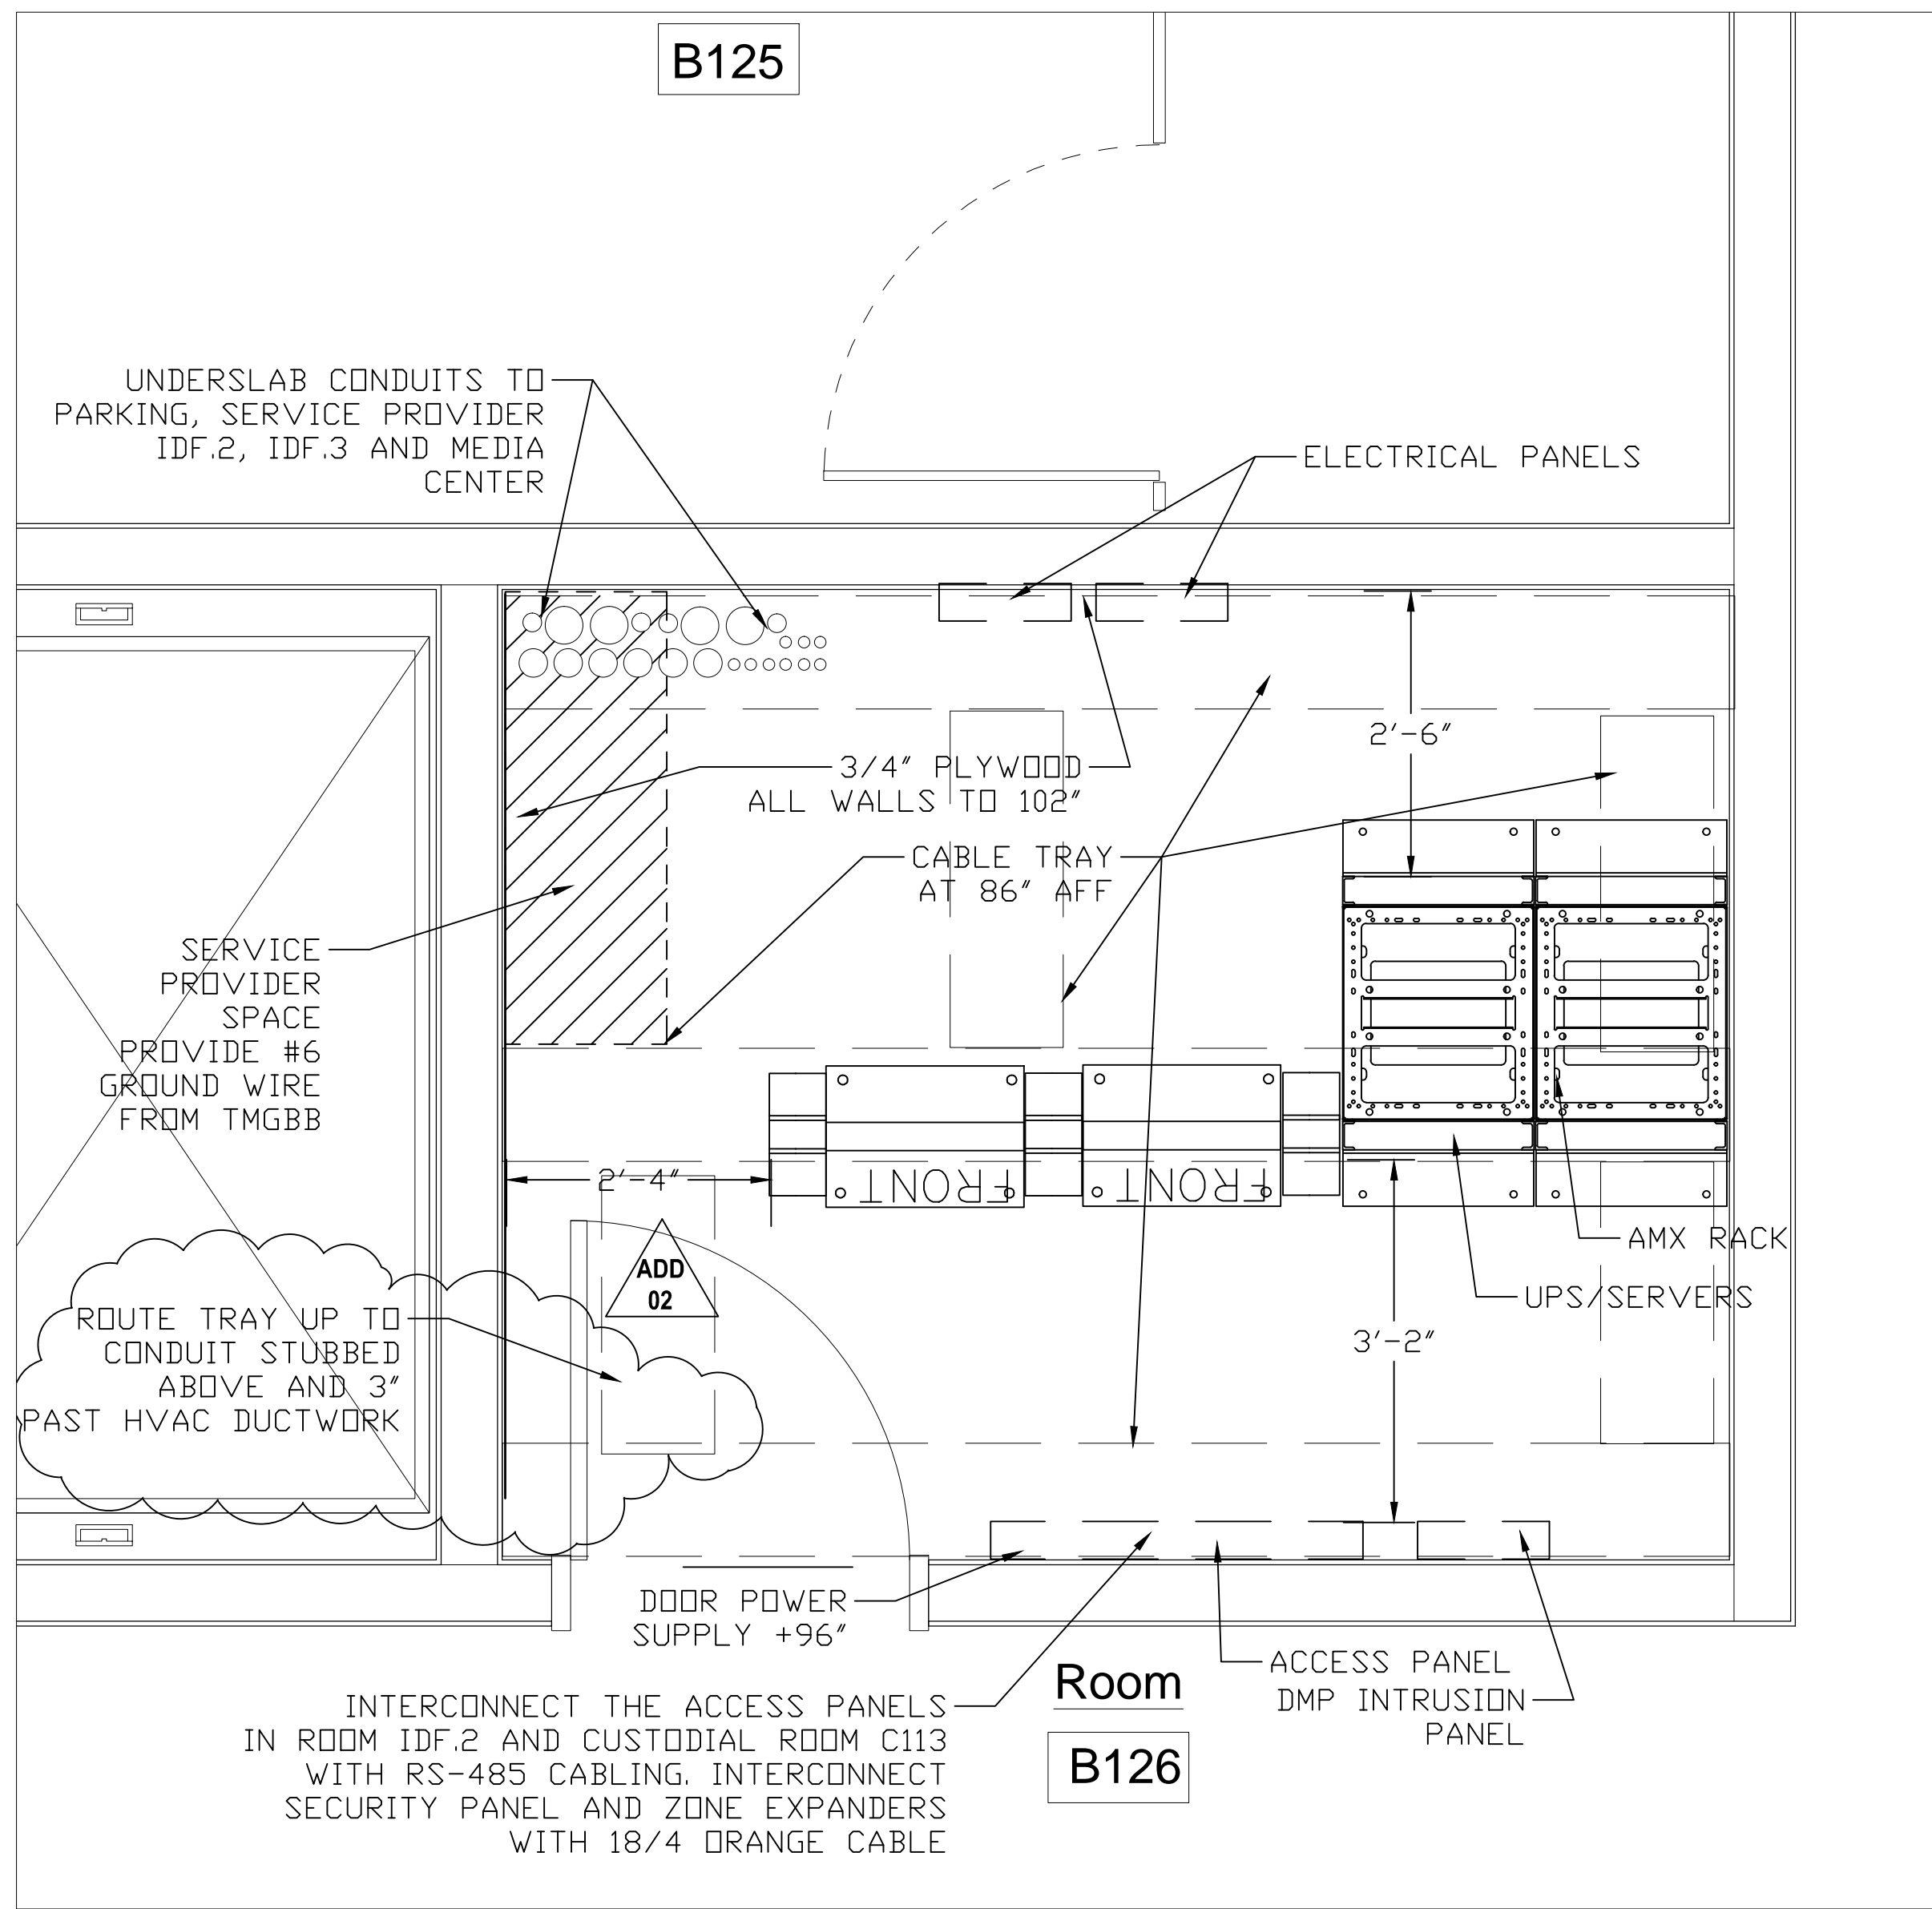 B125
UNDERSLAB CONDUITS TO
PARKING, SERVICE PROVIDER
IDF.2, IDF.3 AND MEDIA
CENTER
ELECTRICAL PANELS
2'-6"
3/4" PLYWOOD
ALL WALLS TO 102"
CABLE TRAY
AT 86" AFF
SERVICE
PROVIDER
SPACE
PROVIDE #6
GROUND WIRE
FROM TMGBB
2'-4"
FRONT
FRONT
AMX RACK
UPS/SERVERS
ADD
02
ROUTE TRAY UP TO
CONDUIT STUBBED
ABOVE AND 3"
PAST HVAC DUCTWORK
3'-2"
DOOR POWER
SUPPLY +96"
ACCESS PANEL
DMP INTRUSION
PANEL
Room
B126
INTERCONNECT THE ACCESS PANELS
IN ROOM IDF.2 AND CUSTODIAL ROOM C113
WITH RS-485 CABLING. INTERCONNECT
SECURITY PANEL AND ZONE EXPANDERS
WITH 18/4 ORANGE CABLE